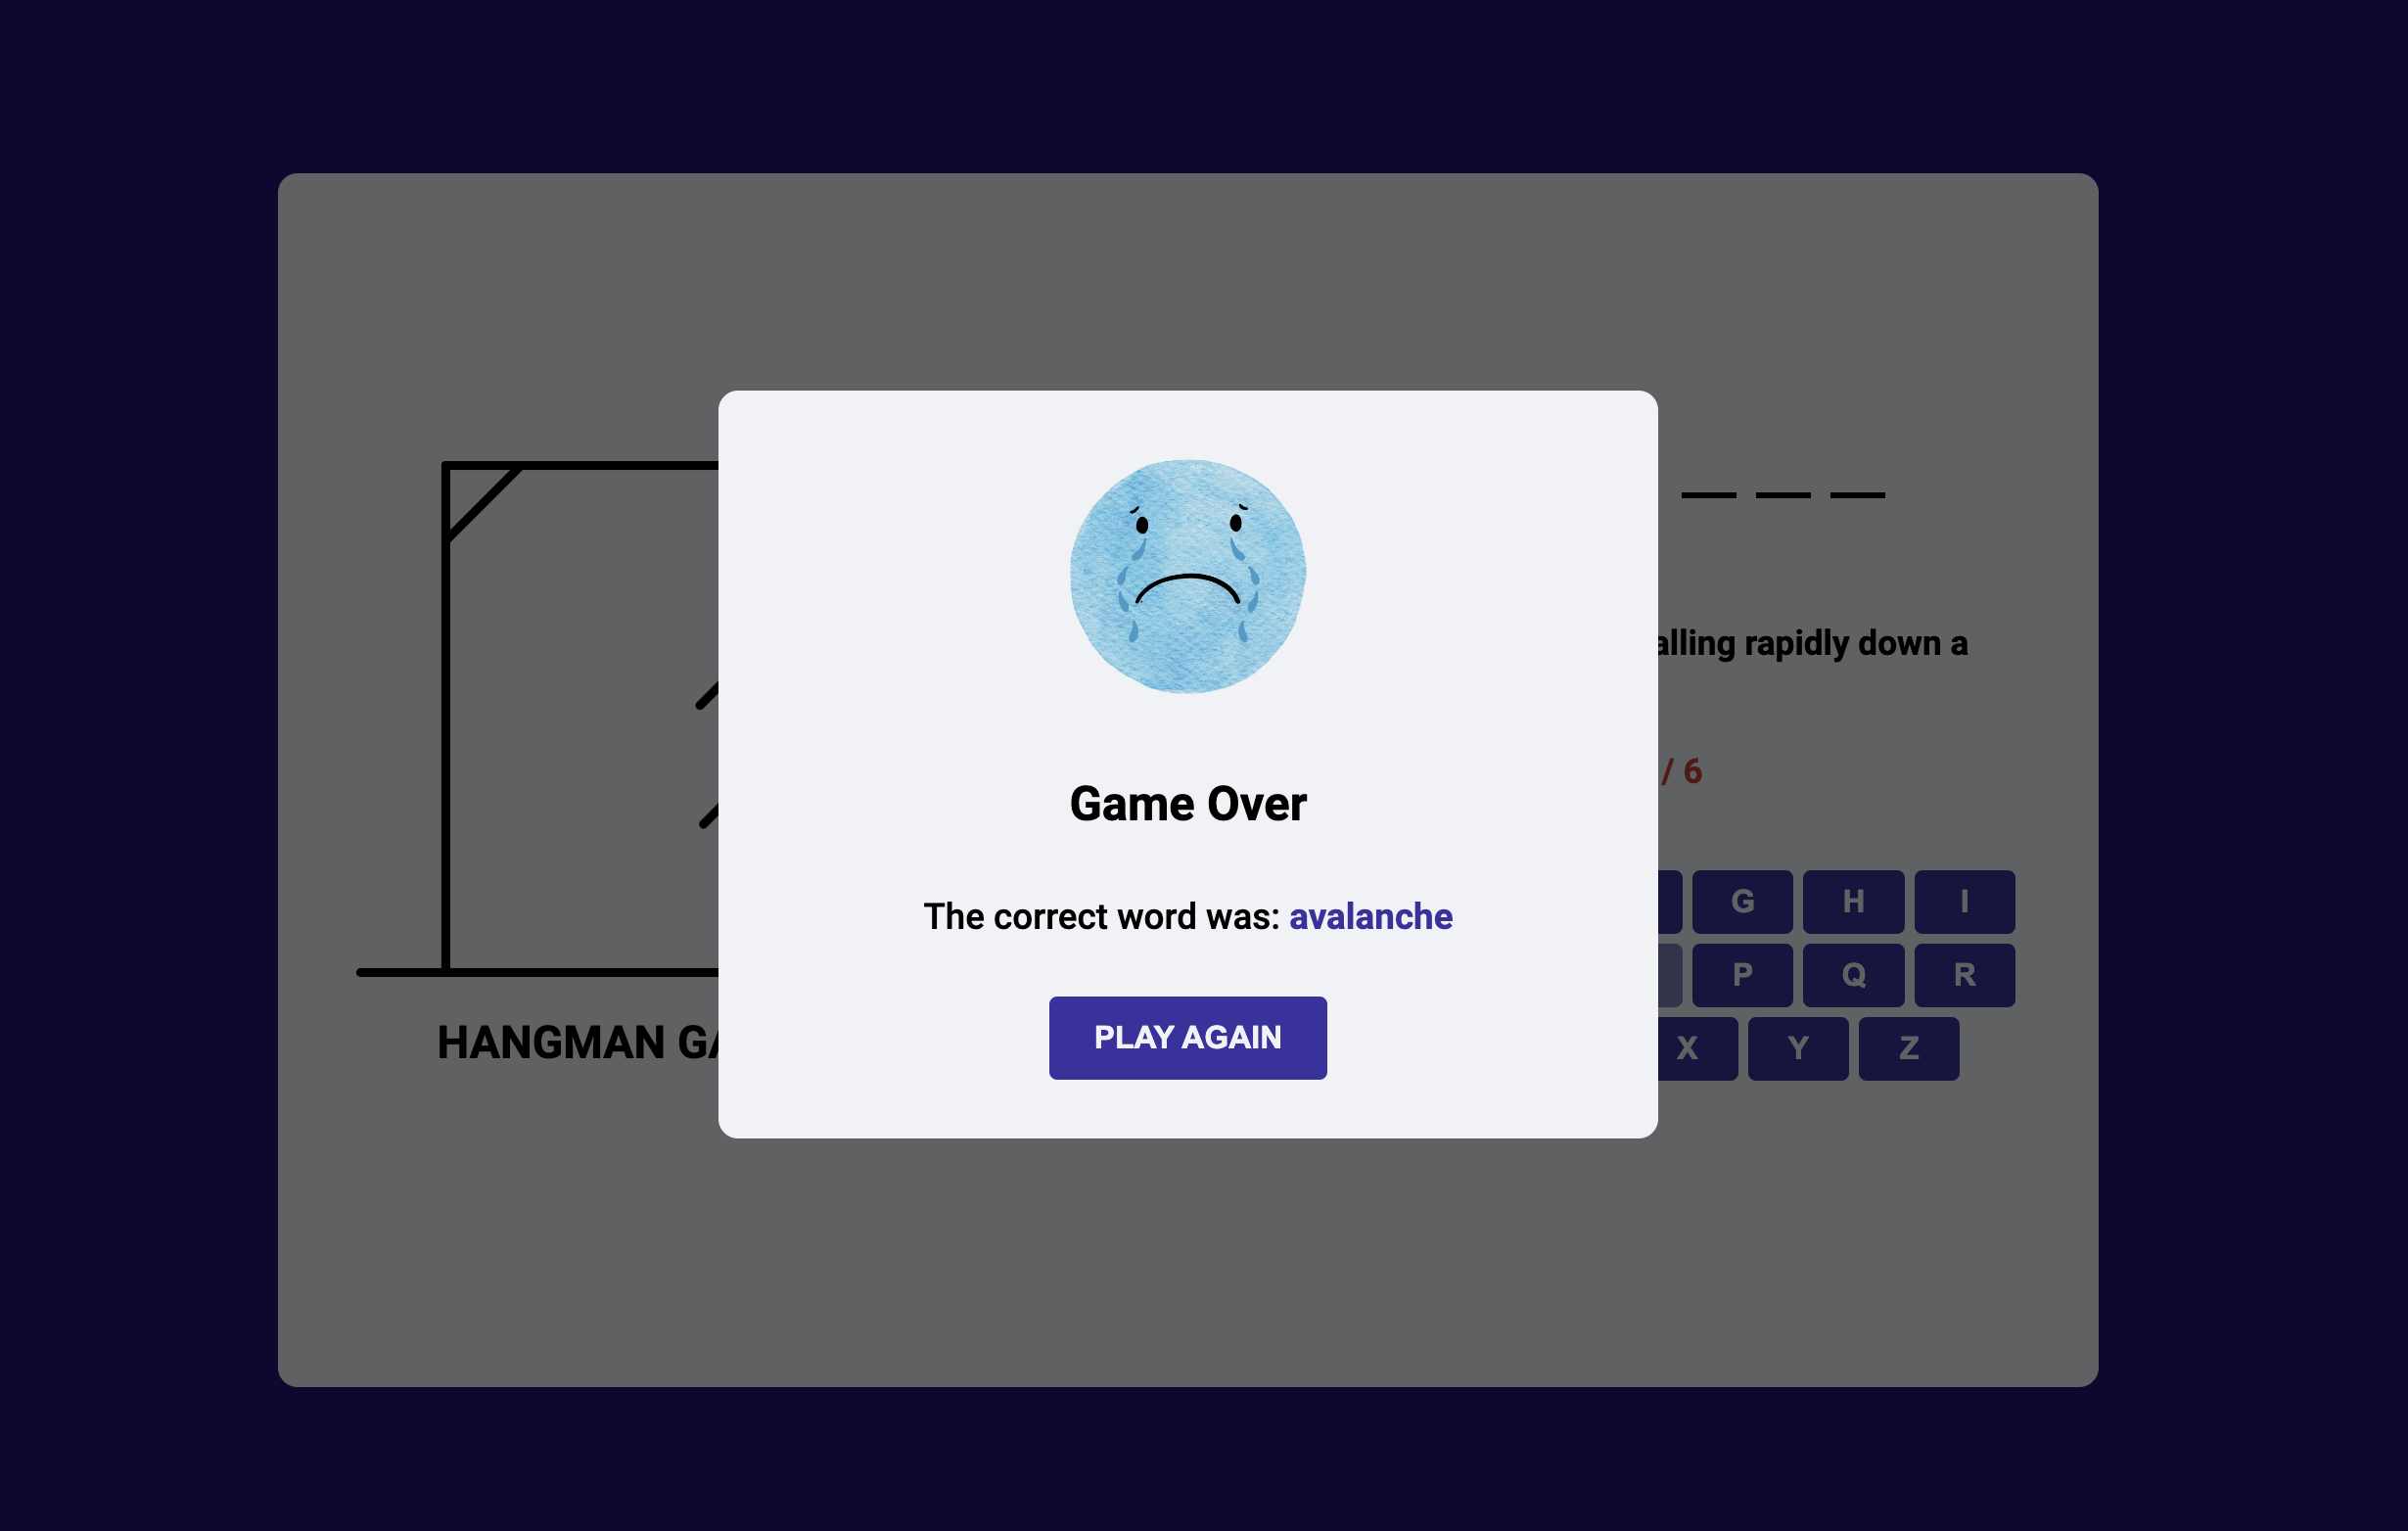 alling rapidly down a
/ 6
Game Over
The correct word was: avalanche
PLAY AGAIN
G H I
P Q R
X Y Z
HANGMAN GA